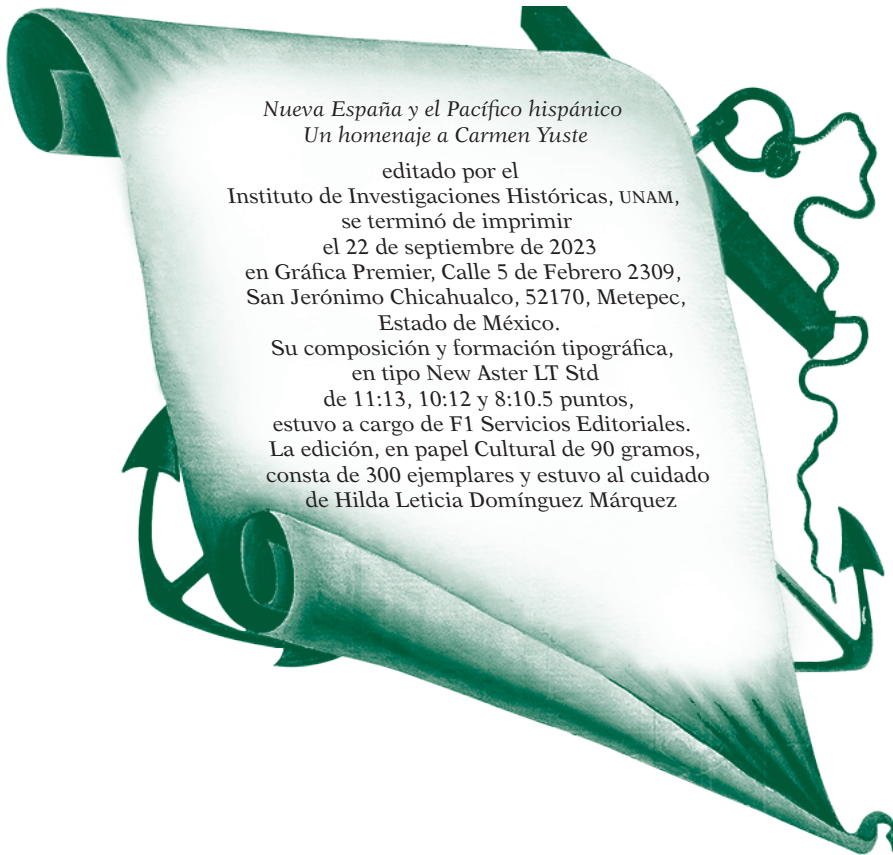 Nueva España y el Pacífico hispánico
Un homenaje a Carmen Yuste
editado por el
Instituto de Investigaciones Históricas, UNAM,
se terminó de imprimir
el 22 de septiembre de 2023
en Gráfica Premier, Calle 5 de Febrero 2309,
San Jerónimo Chicahualco, 52170, Metepec,
Estado de México.
Su composición y formación tipográfica,
en tipo New Aster LT Std
de 11:13, 10:12 y 8:10.5 puntos,
estuvo a cargo de F1 Servicios Editoriales.
La edición, en papel Cultural de 90 gramos,
consta de 300 ejemplares y estuvo al cuidado
de Hilda Leticia Domínguez Márquez